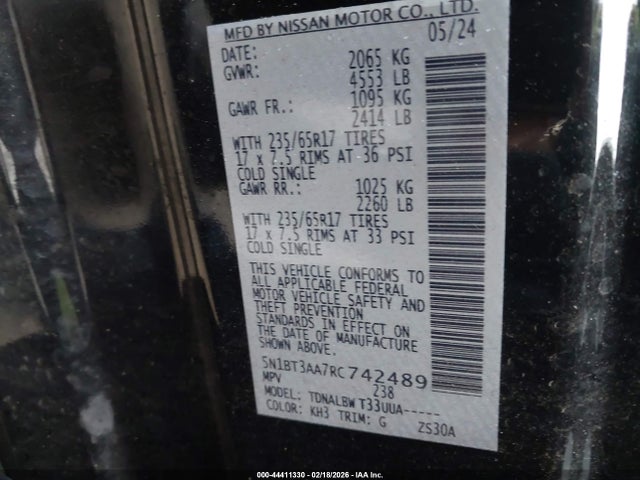 MFD BY NISSAN MOTOR CO., LTD.
DATE: 05/24
GVWR: 2065 KG
4553 LB
GAWR FR.: 1095 KG
2414 LB
WITH 235/65R17 TIRES
17 x 7.5 RIMS AT 36 PSI
COLD SINGLE
GAWR RR.: 1025 KG
2260 LB
WITH 235/65R17 TIRES
17 x 7.5 RIMS AT 33 PSI
COLD SINGLE
THIS VEHICLE CONFORMS TO
ALL APPLICABLE FEDERAL
MOTOR VEHICLE SAFETY AND
THEFT PREVENTION
STANDARDS IN EFFECT ON
THE DATE OF MANUFACTURE
SHOWN ABOVE.
5N1BT3AA7RC742489
MPV 238
MODEL: TDNALBW T33UUA-----
COLOR: KH3 TRIM: G 2S30A
000-44411330 - 02/18/2026 - IAA Inc.